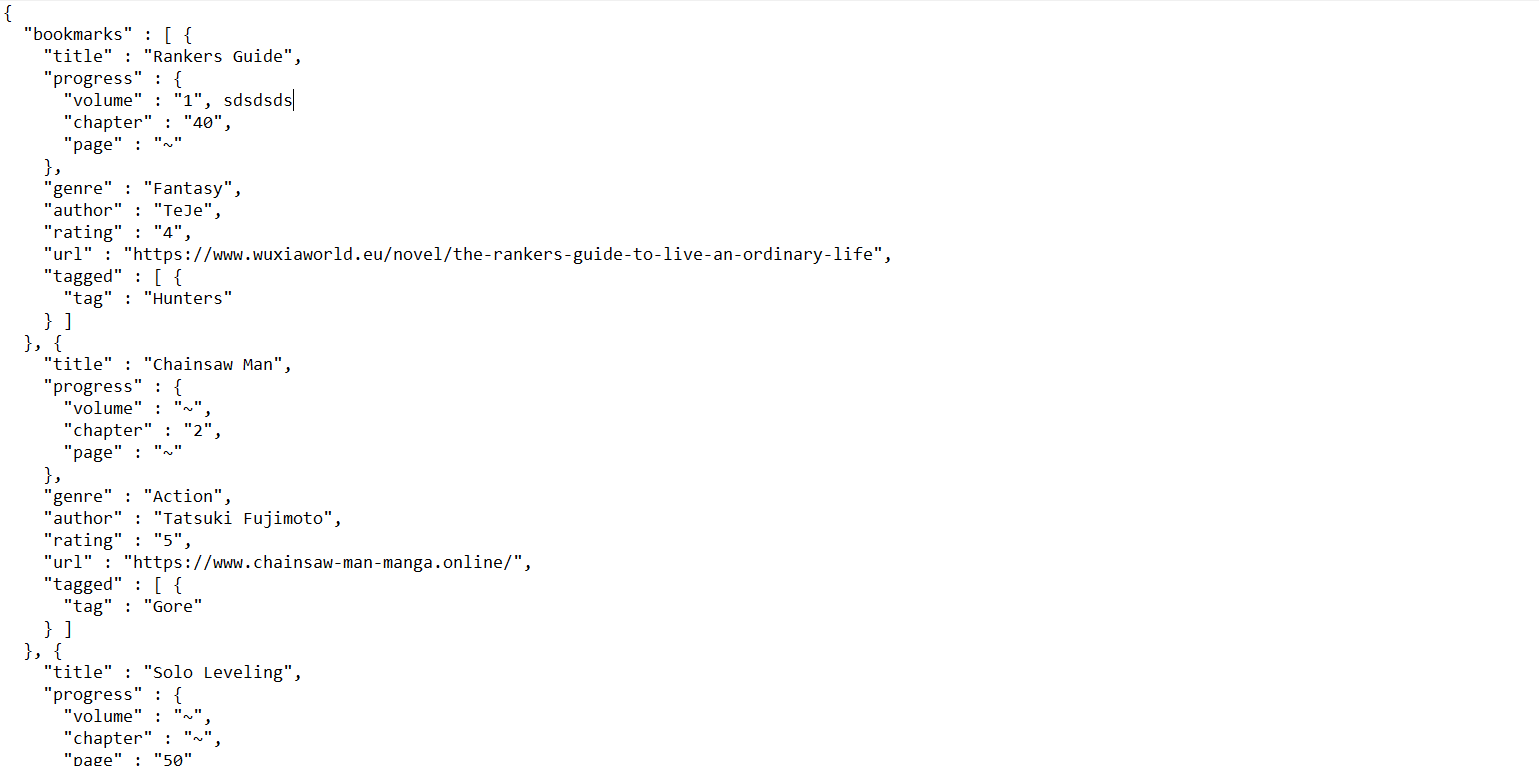 {
  "bookmarks" : [ {
    "title" : "Rankers Guide",
    "progress" : {
      "volume" : "1", sdsdsds
      "chapter" : "40",
      "page" : "~"
    },
    "genre" : "Fantasy",
    "author" : "TeJe",
    "rating" : "4",
    "url" : "https://www.wuxiaworld.eu/novel/the-rankers-guide-to-live-an-ordinary-life",
    "tagged" : [ {
      "tag" : "Hunters"
    } ]
  }, {
    "title" : "Chainsaw Man",
    "progress" : {
      "volume" : "~",
      "chapter" : "2",
      "page" : "~"
    },
    "genre" : "Action",
    "author" : "Tatsuki Fujimoto",
    "rating" : "5",
    "url" : "https://www.chainsaw-man-manga.online/",
    "tagged" : [ {
      "tag" : "Gore"
    } ]
  }, {
    "title" : "Solo Leveling",
    "progress" : {
      "volume" : "~",
      "chapter" : "~",
      "page" : "50"